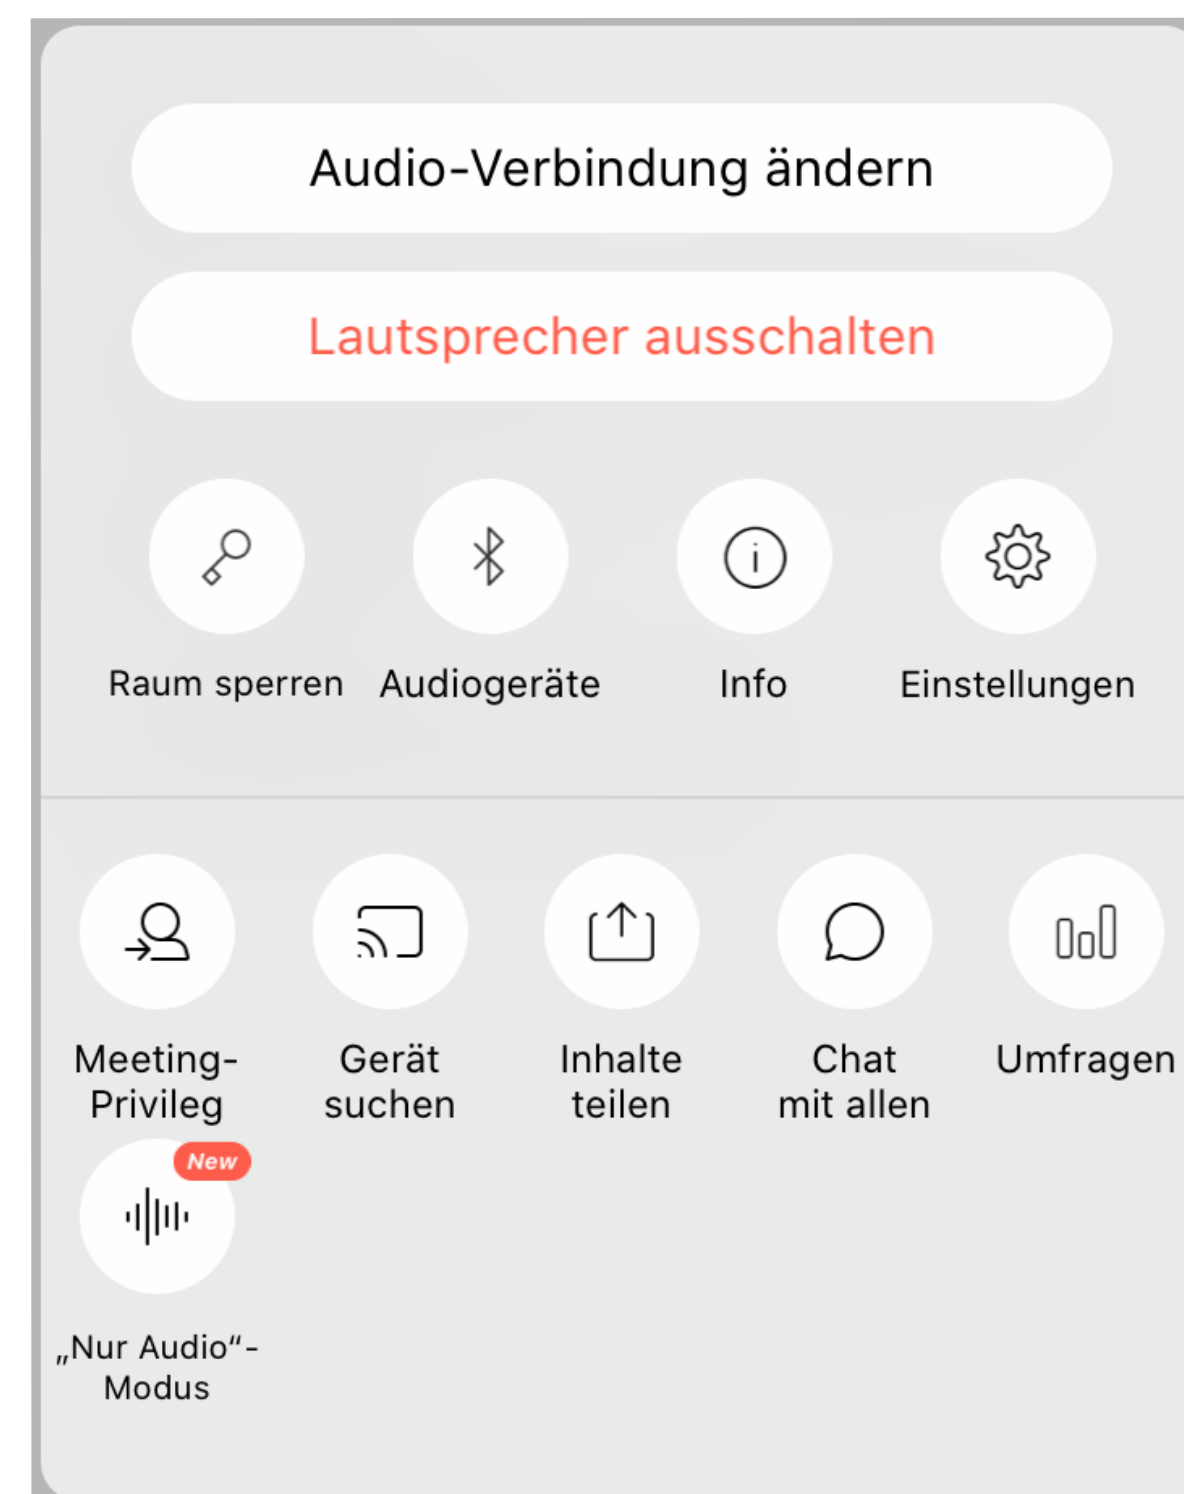 Audio-Verbindung ändern
Lautsprecher ausschalten
Raum sperren
Audiogeräte
Info
Einstellungen
Meeting-
Privileg
Gerät
suchen
Inhalte
teilen
Chat
mit allen
Umfragen
New
„Nur Audio“-
Modus